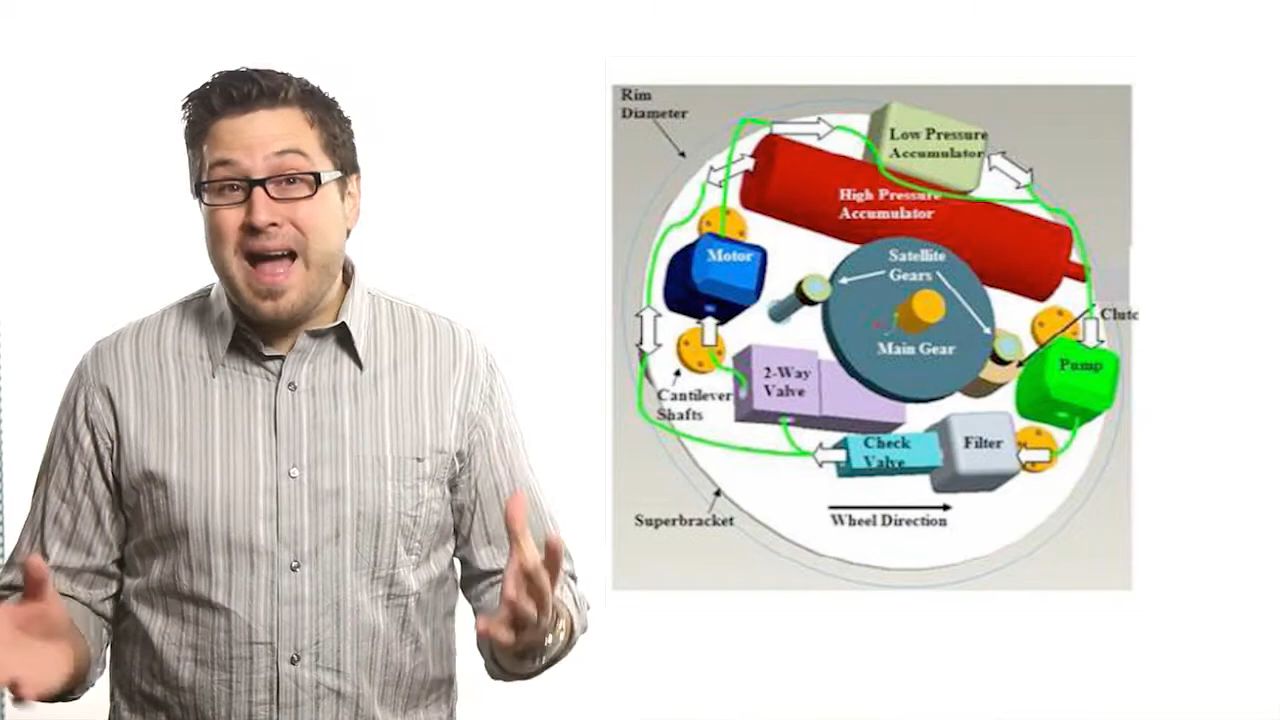 Rim
Diameter
Low Pressure
Accumulator
High Pressure
Accumulator
Motor
Satellite
Gears
Clutc
Main Gear
Pump
2-Way
Valve
Cantilever
Shafts
Check
Valve
Filter
Superbracket
Wheel Direction